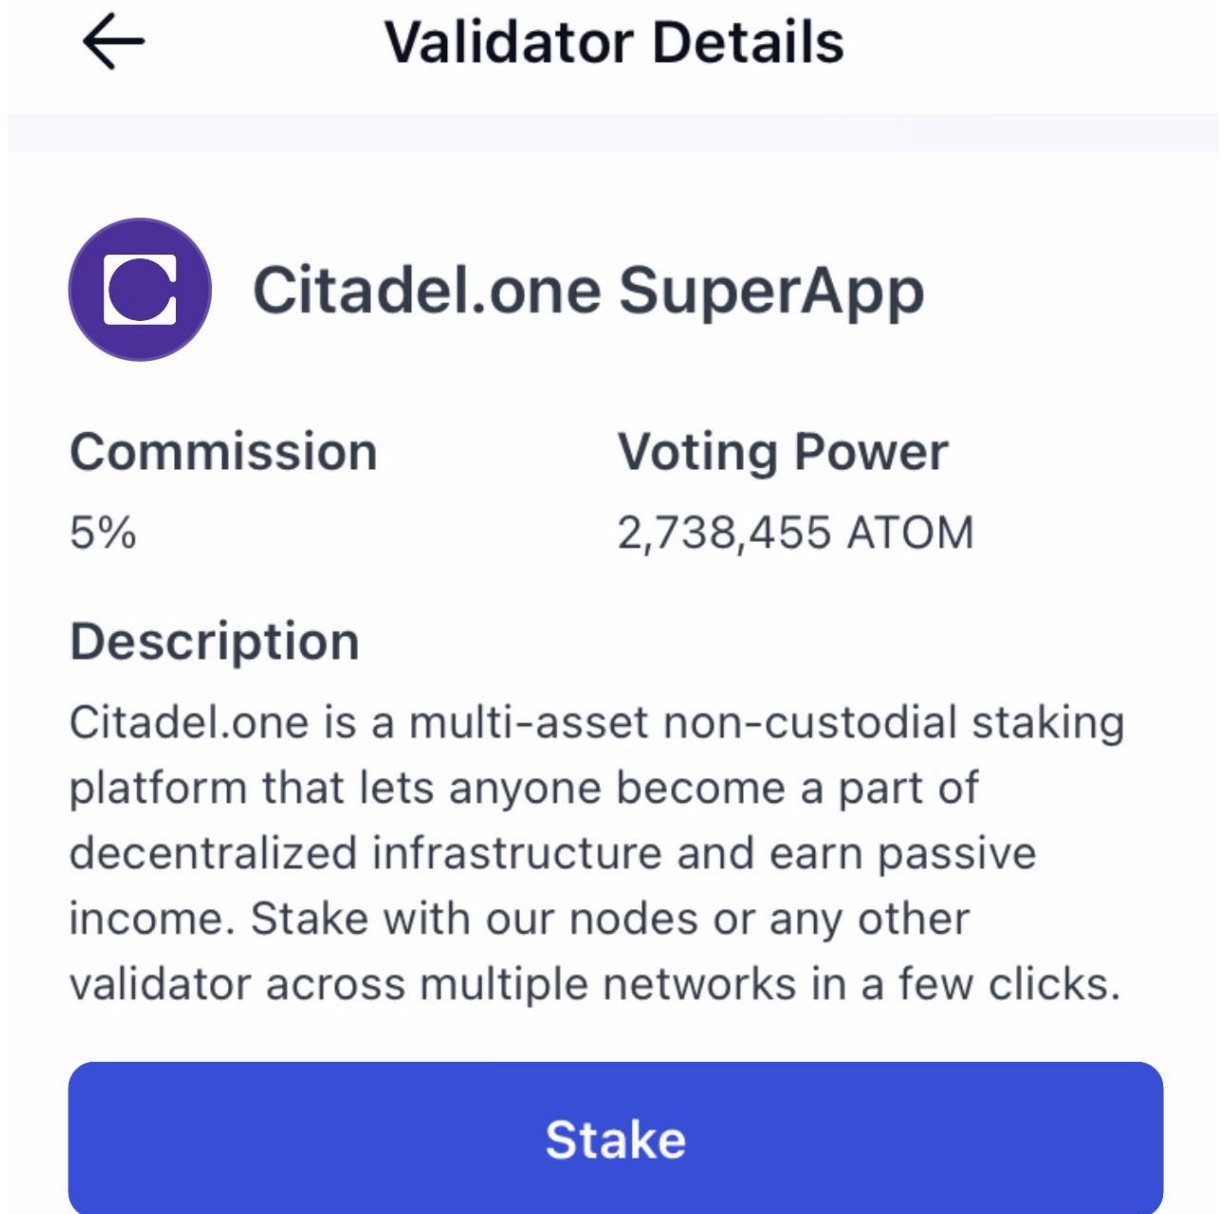 Validator Details
Citadel.one SuperApp
Commission
Voting Power
5%
2,738,455 ATOM
Description
Citadel.one is a multi-asset non-custodial staking
platform that lets anyone become a part of
decentralized infrastructure and earn passive
income. Stake with our nodes or any other
validator across multiple networks in a few clicks.
Stake